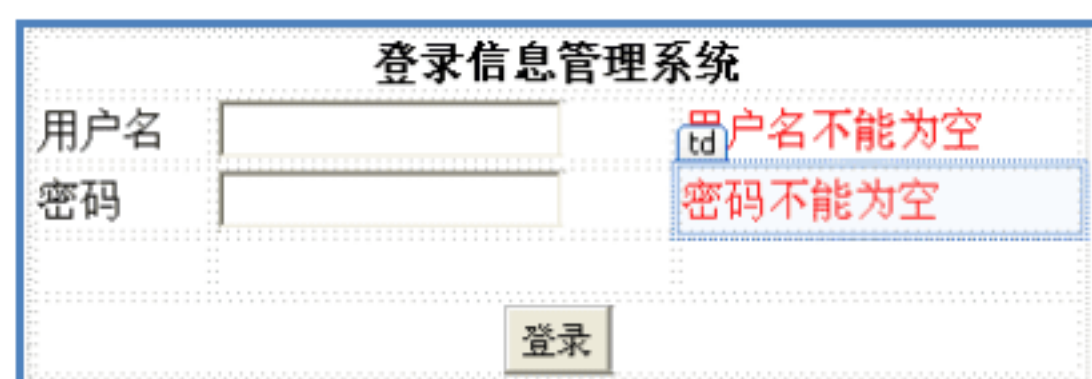 登录信息管理系统
用户名 用户名不能为空
td
密码 密码不能为空
登录